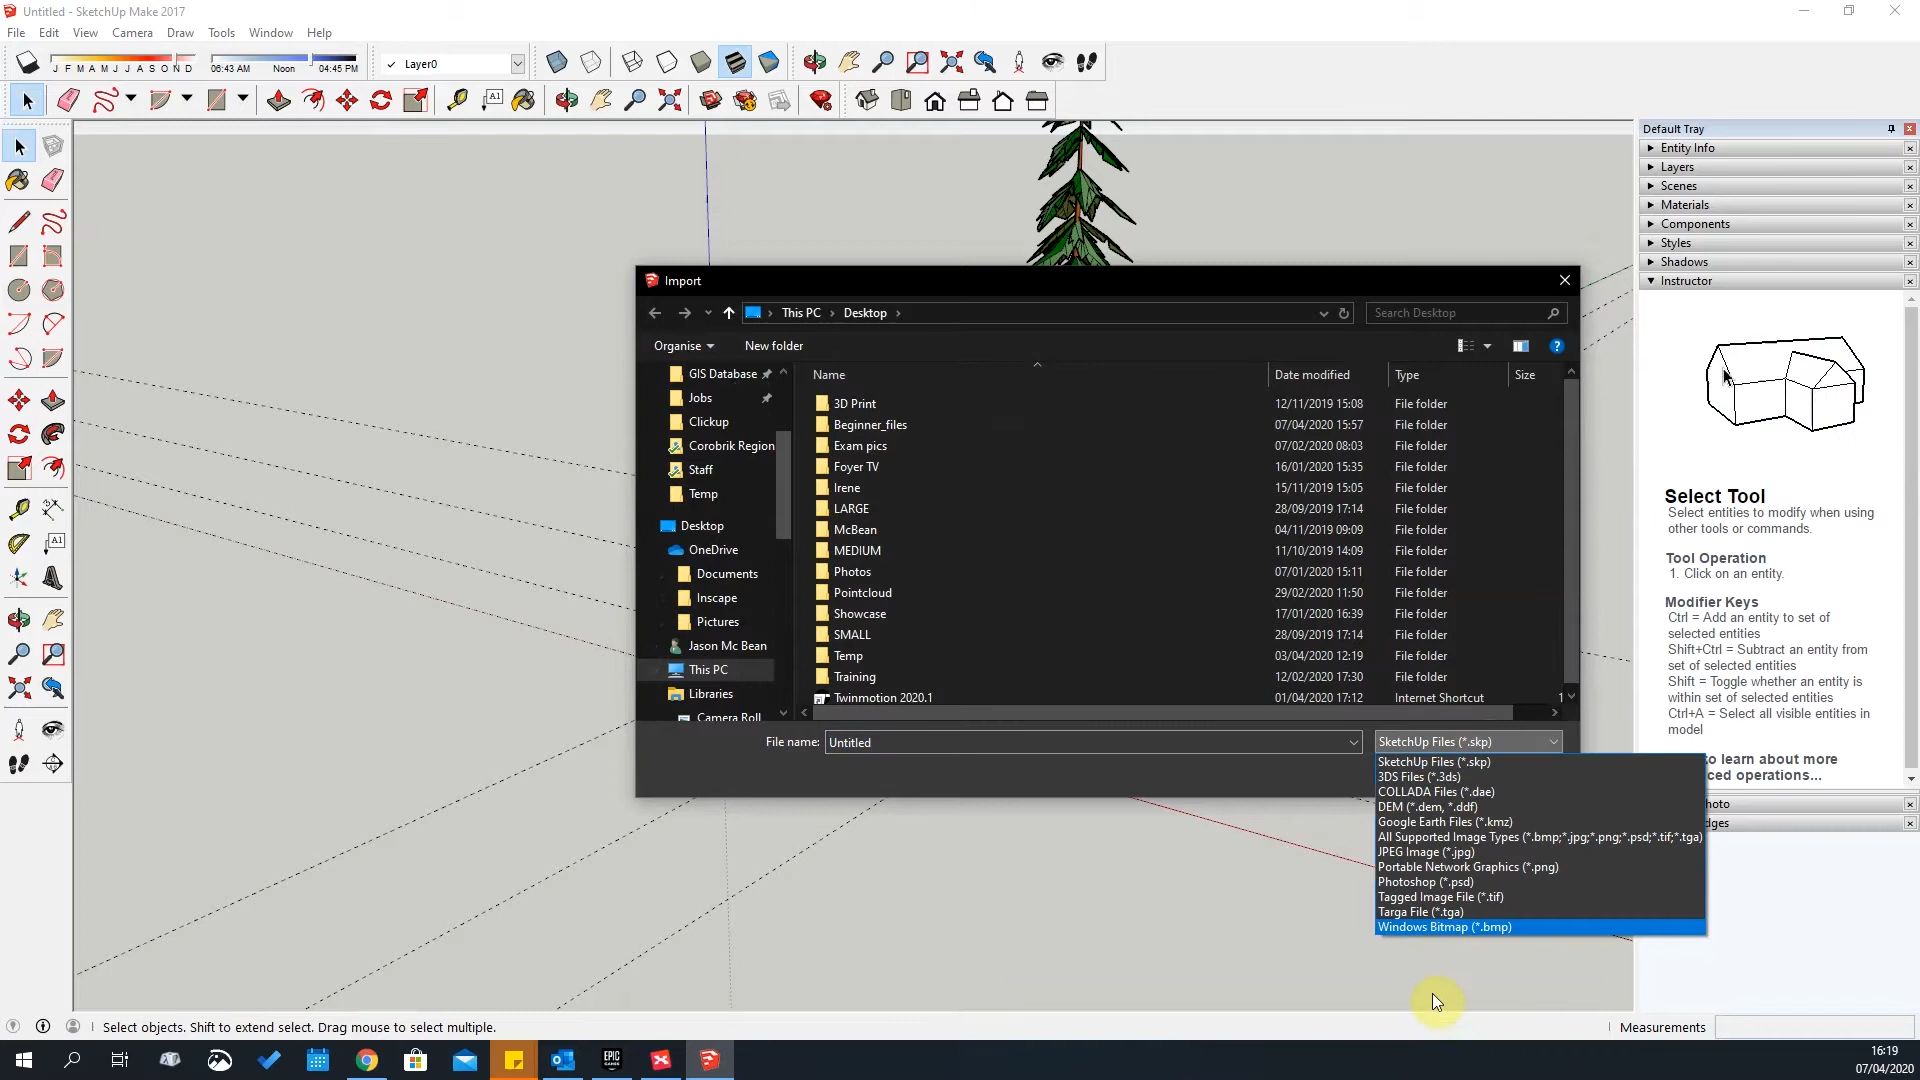 Untitled - SketchUp Make 2017
File Edit View Camera Draw Tools Window Help
J F M A M J J A S O N D
06:43 AM Noon 04:45 PM
Layer0
A1
A1
Default Tray
Entity Info
Layers
Scenes
Materials
Components
Styles
Shadows
Instructor
Select Tool
Select entities to modify when using
other tools or commands.
Tool Operation
1. Click on an entity.
Modifier Keys
Ctrl = Add an entity to set of
selected entities
Shift+Ctrl = Subtract an entity from
set of selected entities
Shift = Toggle whether an entity is
within set of selected entities
Ctrl+A = Select all visible entities in
model
o learn about more
ced operations...
hoto
dges
Import
This PC Desktop
Search Desktop
Organise New folder
?
GIS Database
Jobs
Clickup
Corobrik Region
Staff
Temp
Desktop
OneDrive
Documents
Inscape
Pictures
Jason Mc Bean
This PC
Libraries
Camera Roll
Name Date modified Type Size
3D Print 12/11/2019 15:08 File folder
Beginner_files 07/04/2020 15:57 File folder
Exam pics 07/02/2020 08:03 File folder
Foyer TV 16/01/2020 15:35 File folder
Irene 15/11/2019 15:05 File folder
LARGE 28/09/2019 17:14 File folder
McBean 04/11/2019 09:09 File folder
MEDIUM 11/10/2019 14:09 File folder
Photos 07/01/2020 15:11 File folder
Pointcloud 29/02/2020 11:50 File folder
Showcase 17/01/2020 16:39 File folder
SMALL 28/09/2019 17:14 File folder
Temp 03/04/2020 12:19 File folder
Training 12/02/2020 17:30 File folder
Twinmotion 2020.1 01/04/2020 17:12 Internet Shortcut 1
File name: Untitled
SketchUp Files (*.skp)
SketchUp Files (*.skp)
3DS Files (*.3ds)
COLLADA Files (*.dae)
DEM (*.dem, *.ddf)
Google Earth Files (*.kmz)
All Supported Image Types (*.bmp;*.jpg;*.png;*.psd;*.tif;*.tga)
JPEG Image (*.jpg)
Portable Network Graphics (*.png)
Photoshop (*.psd)
Tagged Image File (*.tif)
Targa File (*.tga)
Windows Bitmap (*.bmp)
Select objects. Shift to extend select. Drag mouse to select multiple.
Measurements
EPIC
GAMES
16:19
07/04/2020